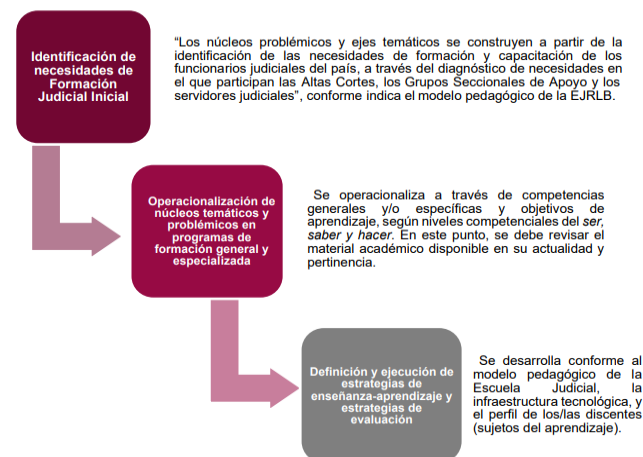 Identificación de
necesidades de
Formación
Judicial Inicial
“Los núcleos problémicos y ejes temáticos se construyen a partir de la
identificación de las necesidades de formación y capacitación de los
funcionarios judiciales del país, a través del diagnóstico de necesidades en
el que participan las Altas Cortes, los Grupos Seccionales de Apoyo y los
servidores judiciales”, conforme indica el modelo pedagógico de la EJRLB.
Operacionalización de
núcleos temáticos y
problémicos en
programas de
formación general y
especializada
Se operacionaliza a través de competencias
generales y/o específicas y objetivos de
aprendizaje, según niveles competenciales del ser,
saber y hacer. En este punto, se debe revisar el
material académico disponible en su actualidad y
pertinencia.
Definición y ejecución de
estrategias de
enseñanza-aprendizaje y
estrategias de
evaluación
Se desarrolla conforme al
modelo pedagógico de la
Escuela Judicial, la
infraestructura tecnológica, y
el perfil de los/las discentes
(sujetos del aprendizaje).